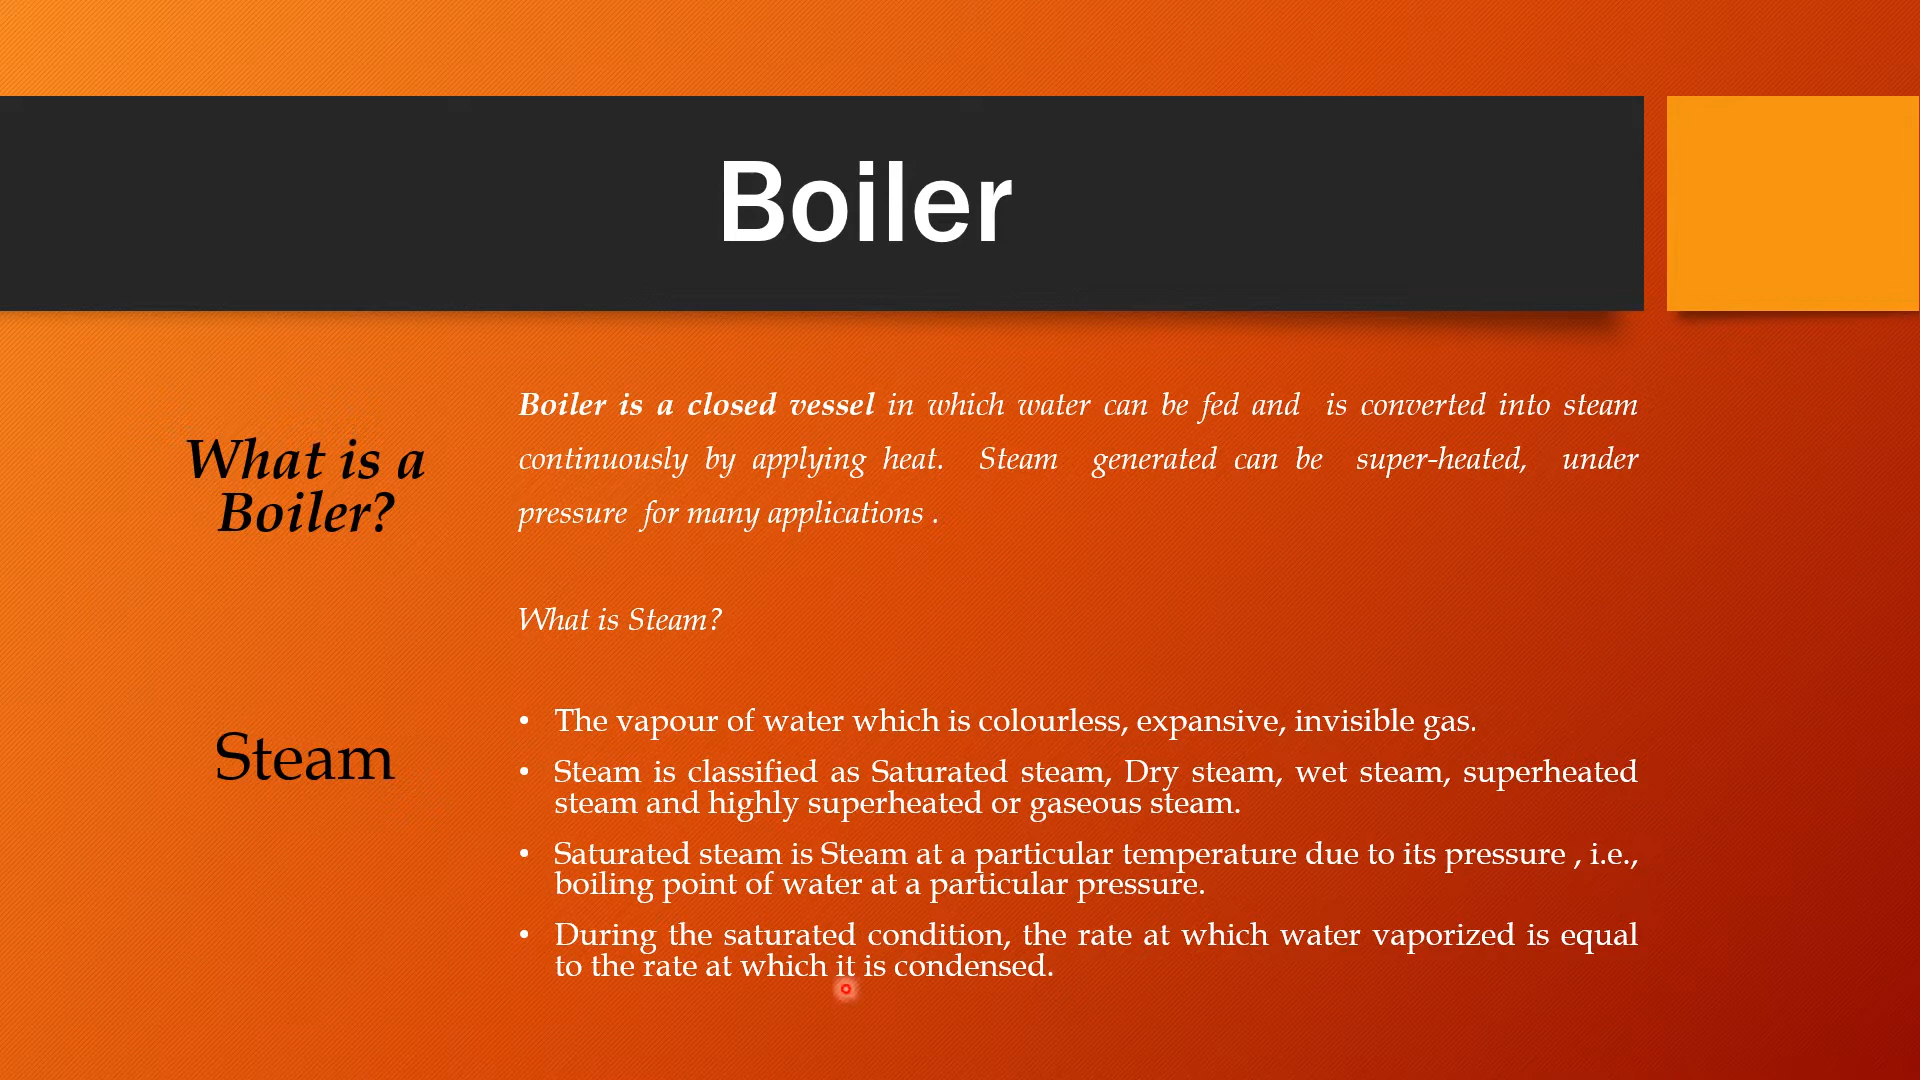 Boiler
What is a
Boiler?
Boiler is a closed vessel in which water can be fed and is converted into steam
continuously by applying heat. Steam generated can be super-heated, under
pressure for many applications .
What is Steam?
Steam
• The vapour of water which is colourless, expansive, invisible gas.
• Steam is classified as Saturated steam, Dry steam, wet steam, superheated
steam and highly superheated or gaseous steam.
• Saturated steam is Steam at a particular temperature due to its pressure , i.e.,
boiling point of water at a particular pressure.
• During the saturated condition, the rate at which water vaporized is equal
to the rate at which it is condensed.